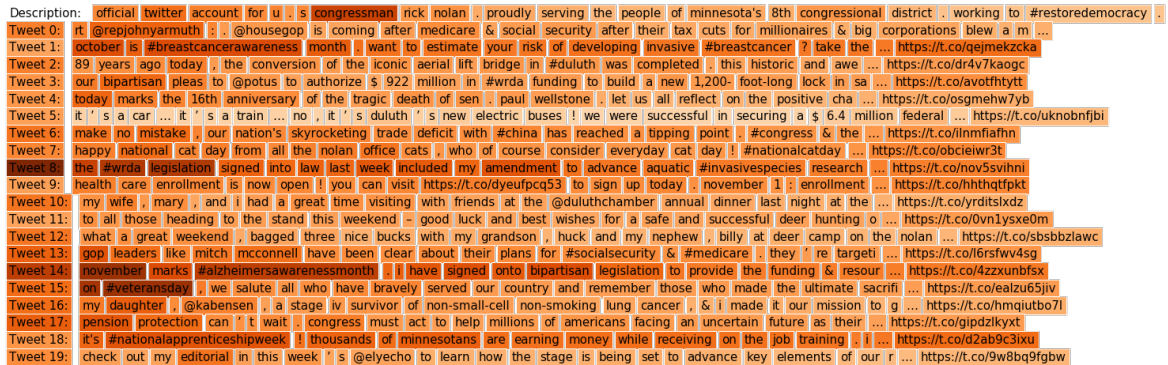 Description: official twitter account for u . s congressman rick nolan . proudly serving the people of minnesota's 8th congressional district . working to #restoredemocracy .
Tweet 0: rt @repjohnyarmuth : . @housegop is coming after medicare & social security after their tax cuts for millionaires & big corporations blew a m …
Tweet 1: october is #breastcancerawareness month . want to estimate your risk of developing invasive #breastcancer ? take the … https://t.co/qejmekzcka
Tweet 2: 89 years ago today , the conversion of the iconic aerial lift bridge in #duluth was completed . this historic and awe … https://t.co/dr4v7kaogc
Tweet 3: our bipartisan pleas to @potus to authorize $ 922 million in #wrda funding to build a new 1,200- foot-long lock in sa … https://t.co/avotfhtytt
Tweet 4: today marks the 16th anniversary of the tragic death of sen . paul wellstone . let us all reflect on the positive cha … https://t.co/osgmehw7yb
Tweet 5: it ’ s a car … it ’ s a train … no , it ’ s duluth ’ s new electric buses ! we were successful in securing a $ 6.4 million federal … https://t.co/uknobnfjbi
Tweet 6: make no mistake , our nation's skyrocketing trade deficit with #china has reached a tipping point . #congress & the … https://t.co/ilnmfiafhn
Tweet 7: happy national cat day from all the nolan office cats , who of course consider everyday cat day ! #nationalcatday … https://t.co/obcieiwr3t
Tweet 8: the #wrda legislation signed into law last week included my amendment to advance aquatic #invasivespecies research … https://t.co/nov5svihni
Tweet 9: health care enrollment is now open ! you can visit https://t.co/dyeufpcq53 to sign up today . november 1 : enrollment … https://t.co/hhthqtfpkt
Tweet 10: my wife , mary , and i had a great time visiting with friends at the @duluthchamber annual dinner last night at the … https://t.co/yrditslxdz
Tweet 11: to all those heading to the stand this weekend – good luck and best wishes for a safe and successful deer hunting o … https://t.co/0vn1ysxe0m
Tweet 12: what a great weekend , bagged three nice bucks with my grandson , huck and my nephew , billy at deer camp on the nolan … https://t.co/sbsbbzlawc
Tweet 13: gop leaders like mitch mcconnell have been clear about their plans for #socialsecurity & #medicare . they ’ re targeti … https://t.co/l6rsfwv4sg
Tweet 14: november marks #alzheimersawarenessmonth . i have signed onto bipartisan legislation to provide the funding & resour … https://t.co/4zzxunbfsx
Tweet 15: on #veteransday , we salute all who have bravely served our country and remember those who made the ultimate sacrifi … https://t.co/ealzu65jiv
Tweet 16: my daughter , @kabensen , a stage iv survivor of non-small-cell non-smoking lung cancer , & i made it our mission to g … https://t.co/hmqiutbo7l
Tweet 17: pension protection can ’ t wait . congress must act to help millions of americans facing an uncertain future as their … https://t.co/gipdzlkyxt
Tweet 18: it's #nationalapprenticeshipweek ! thousands of minnesotans are earning money while receiving on the job training . i … https://t.co/d2ab9c3ixu
Tweet 19: check out my editorial in this week ’ s @elyecho to learn how the stage is being set to advance key elements of our r … https://t.co/9w8bq9fgbw